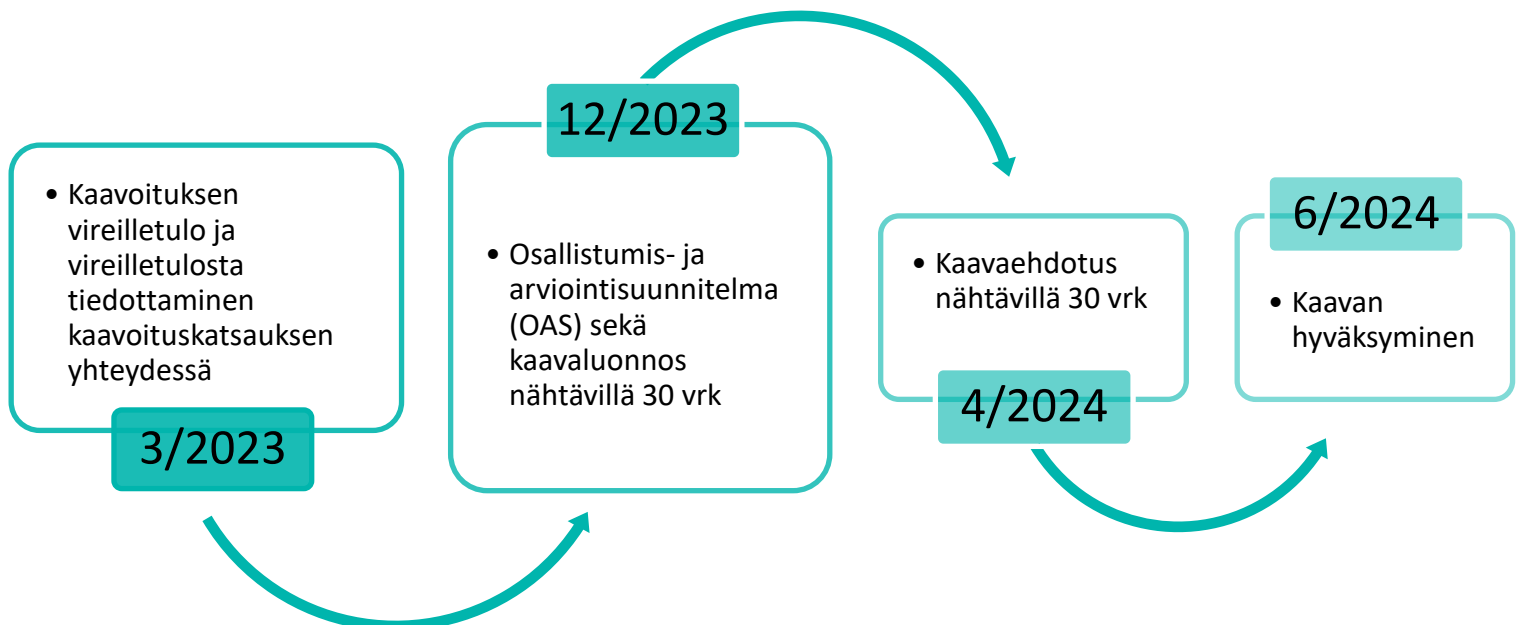 • Kaavoituksen
vireilletulo ja
vireilletulosta
tiedottaminen
kaavoituskatsauksen
yhteydessä
3/2023
12/2023
• Osallistumis- ja
arviointisuunnitelma
(OAS) sekä
kaavaluonnos
nähtävillä 30 vrk
• Kaavaehdotus
nähtävillä 30 vrk
4/2024
6/2024
• Kaavan
hyväksyminen